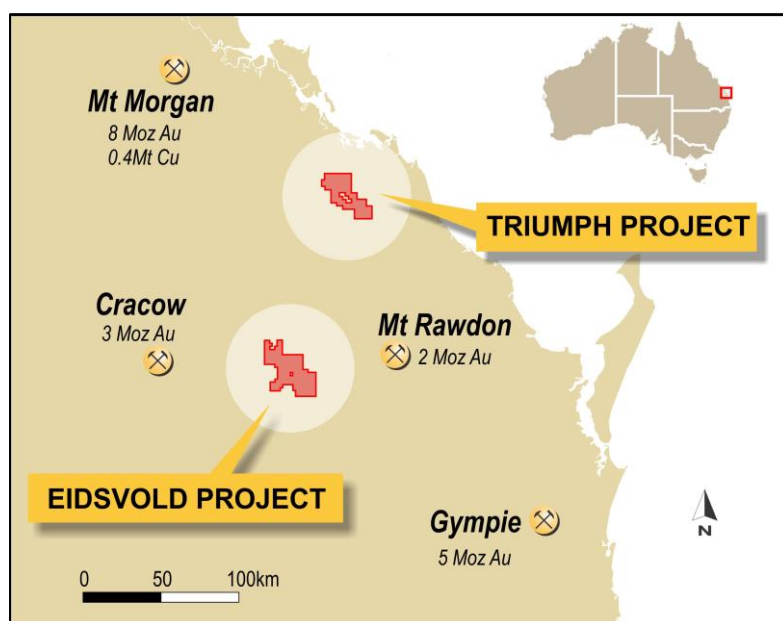 Mt Morgan
8 Moz Au
0.4Mt Cu
TRIUMPH PROJECT
Cracow
3 Moz Au
Mt Rawdon
2 Moz Au
EIDSVOLD PROJECT
Gympie
5 Moz Au
N
0 50 100km